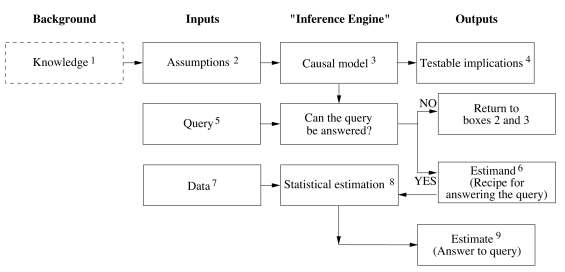 Background Inputs "Inference Engine" Outputs
Knowledge 1
Assumptions 2
Causal model 3
Testable implications 4
Query 5
Can the query
be answered?
NO
Return to
boxes 2 and 3
YES
Estimand 6
(Recipe for
answering the query)
Data 7
Statistical estimation 8
Estimate 9
(Answer to query)